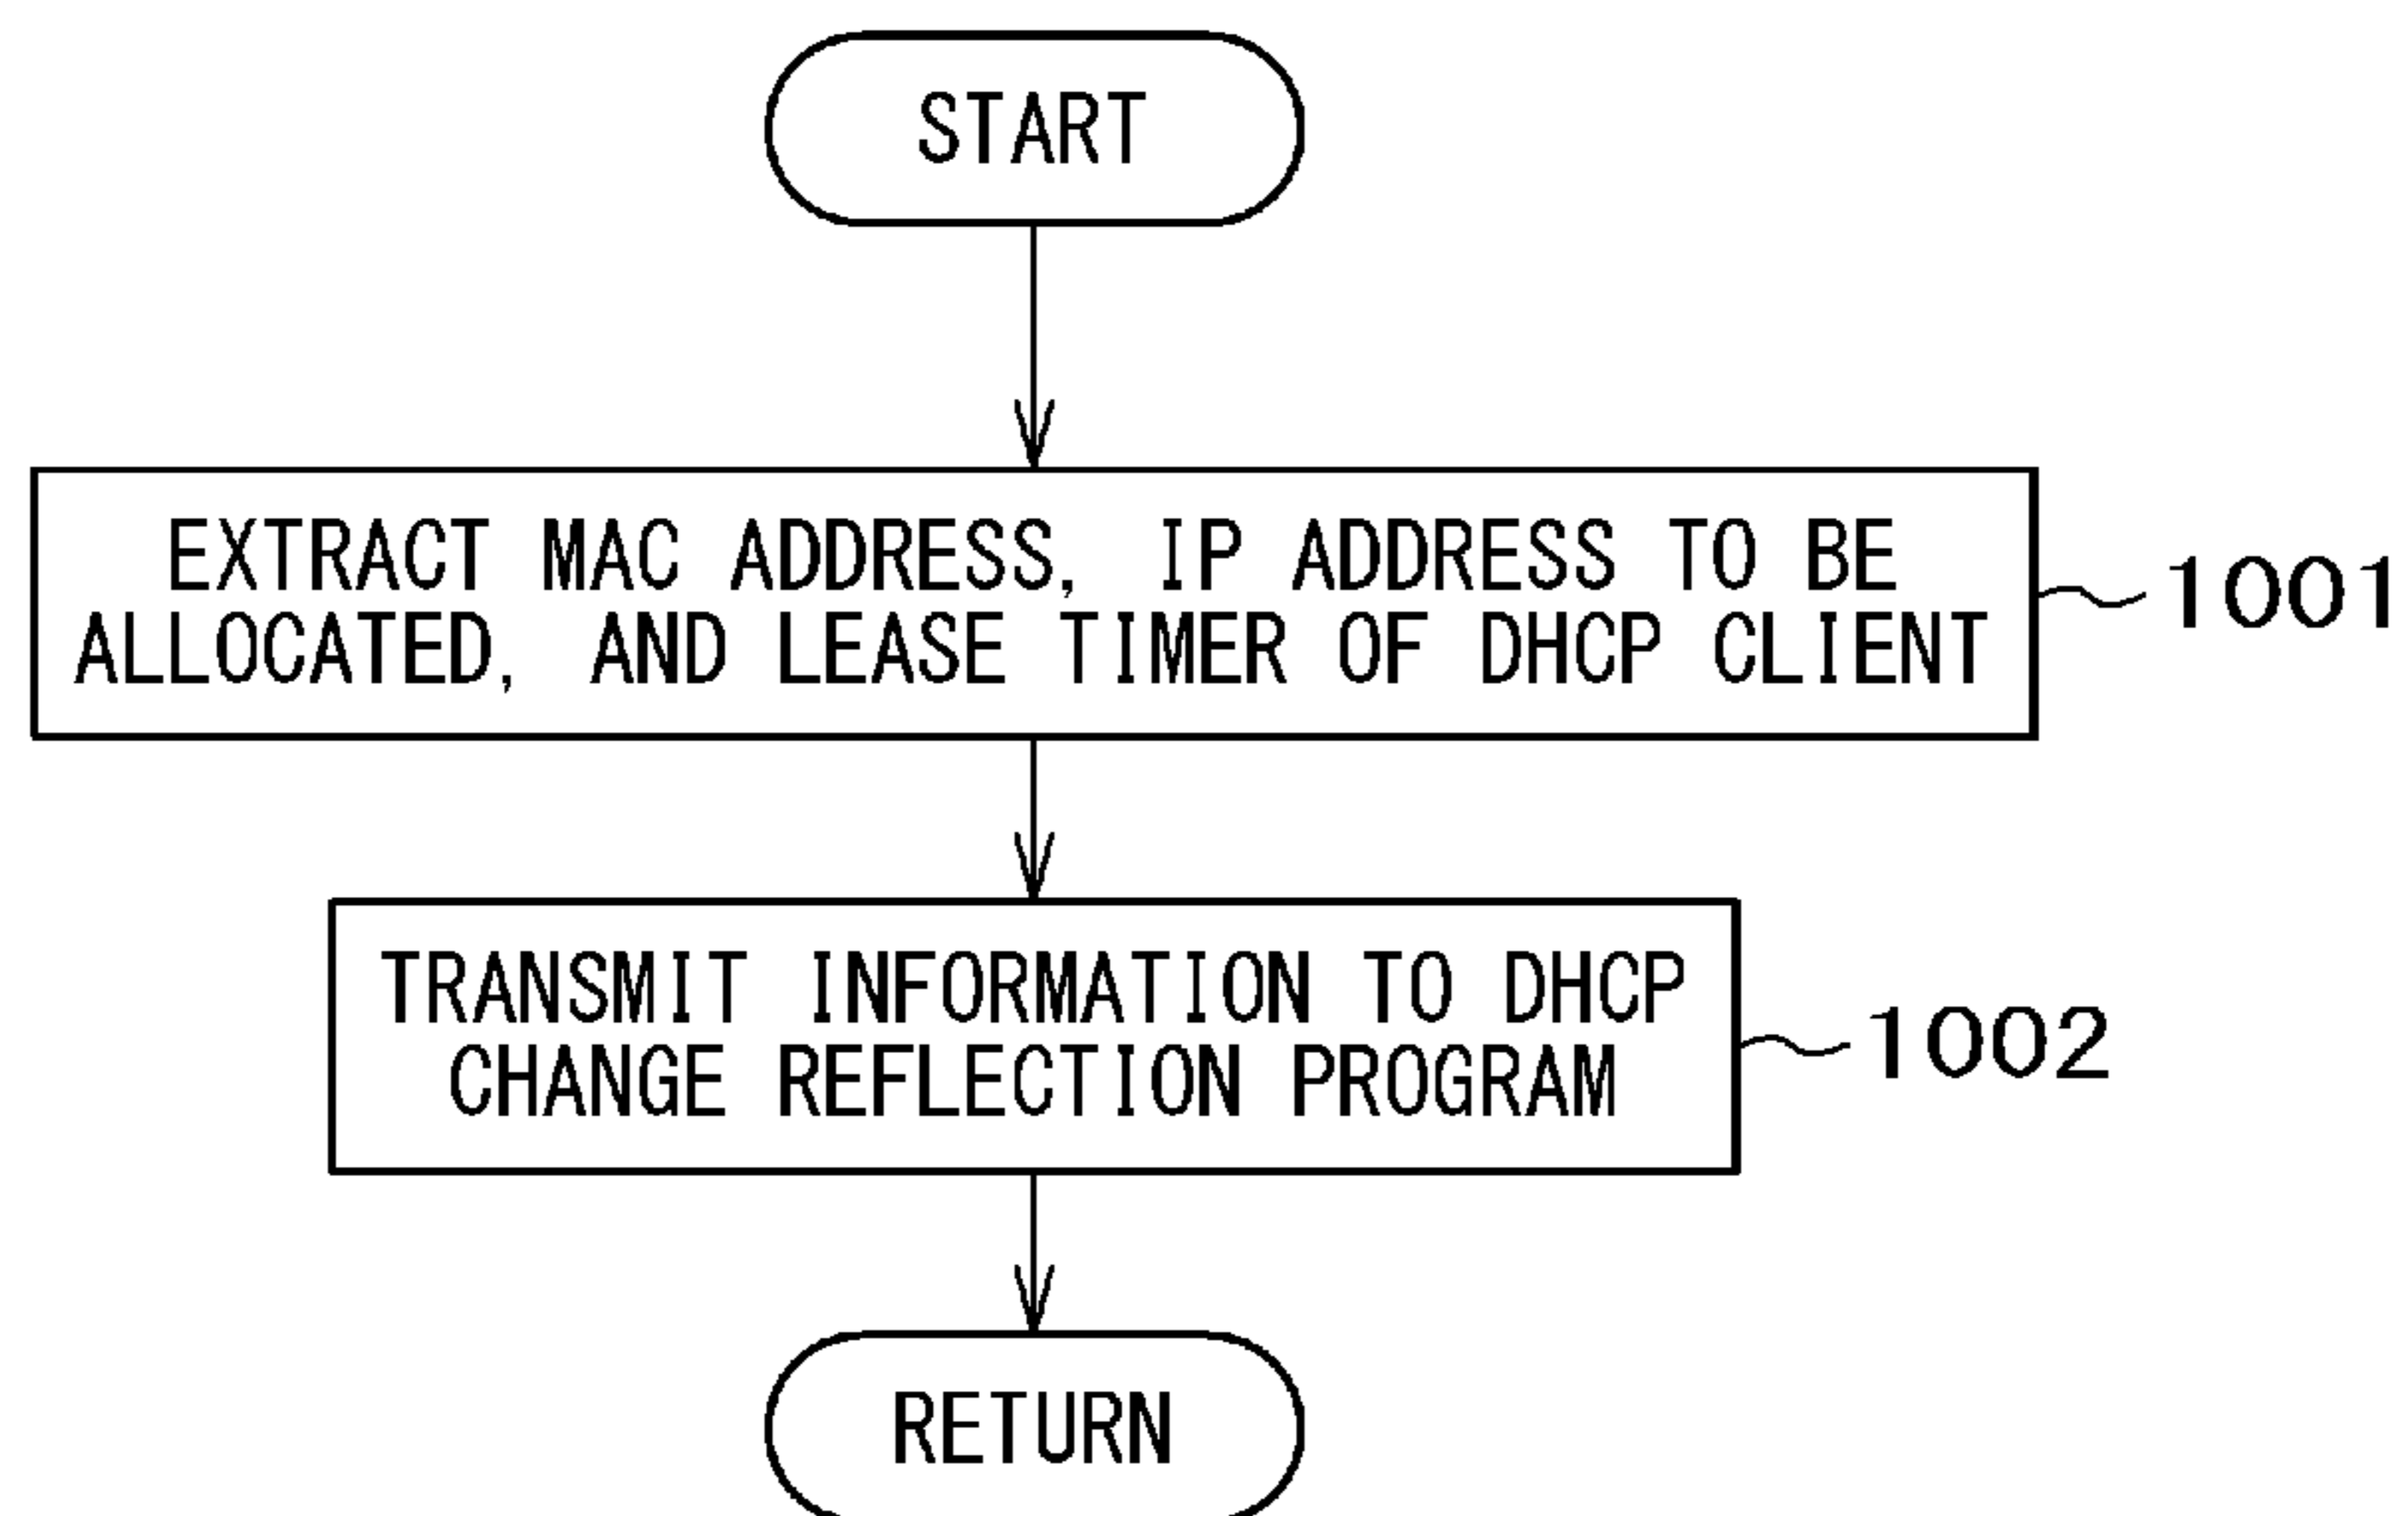 START
EXTRACT MAC ADDRESS, IP ADDRESS TO BE
ALLOCATED, AND LEASE TIMER OF DHCP CLIENT
1001
TRANSMIT INFORMATION TO DHCP
CHANGE REFLECTION PROGRAM
1002
RETURN